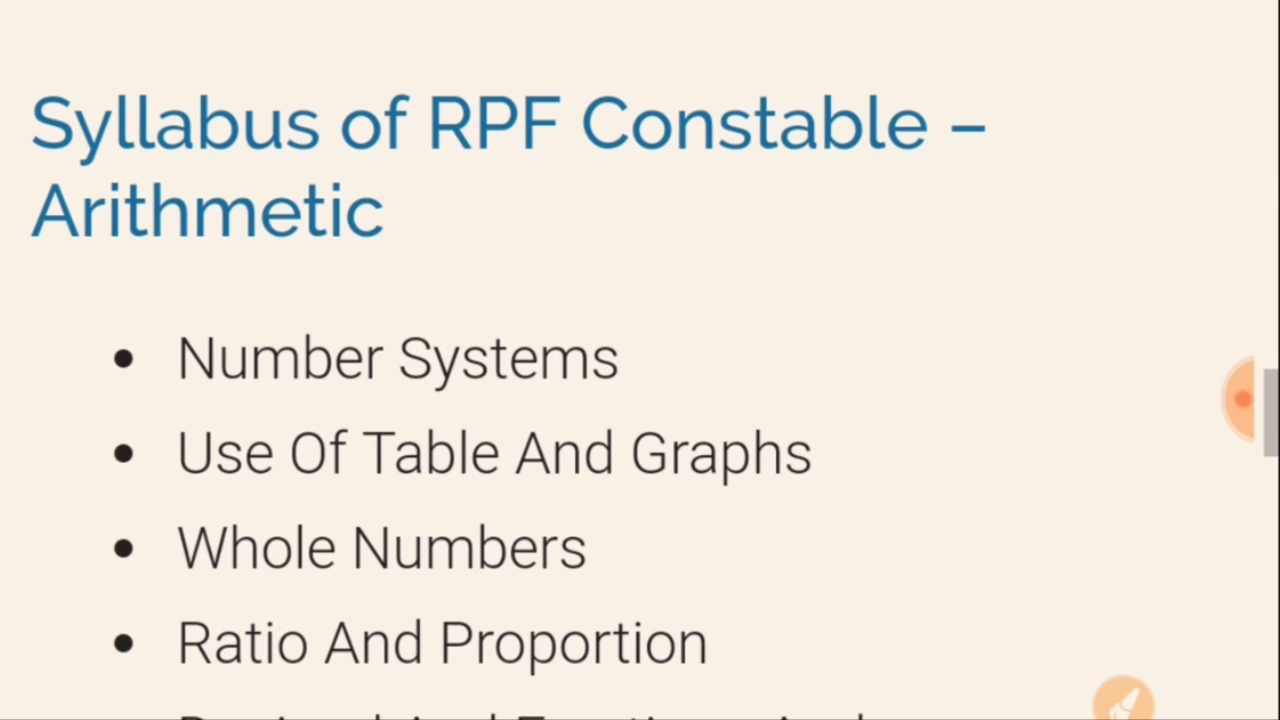 Syllabus of RPF Constable –
Arithmetic
• Number Systems
• Use Of Table And Graphs
• Whole Numbers
• Ratio And Proportion